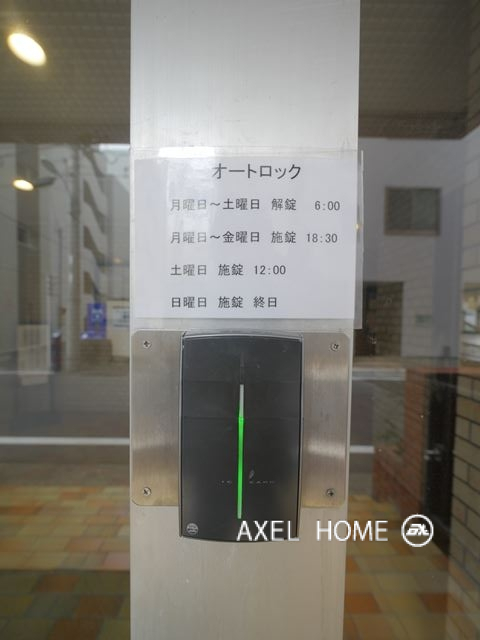 オートロック
月曜日～土曜日 解錠 6:00
月曜日～金曜日 施錠 18:30
土曜日 施錠 12:00
日曜日 施錠 終日
AXEL HOME